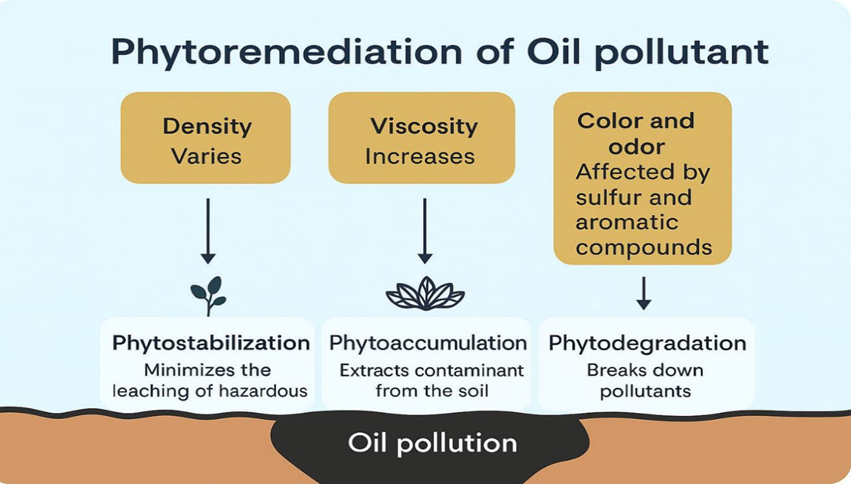 Phytoremediation of Oil pollutant
Density
Varies
Viscosity
Increases
Color and
odor
Affected by
sulfur and
aromatic
compounds
Phytostabilization
Minimizes the
leaching of hazardous
Phytoaccumulation
Extracts contaminant
from the soil
Phytodegradation
Breaks down
pollutants
Oil pollution